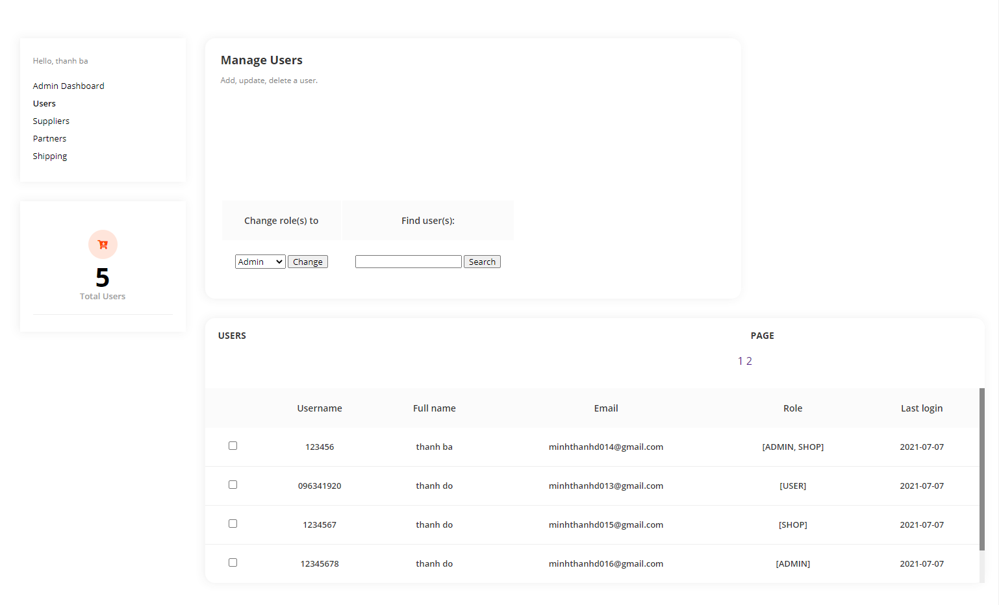 Hello, thanh ba
Admin Dashboard
Users
Suppliers
Partners
Shipping
5
Total Users
Manage Users
Add, update, delete a user.
Change role(s) to Find user(s):
Admin Change Search
USERS PAGE
1 2
Username Full name Email Role Last login
123456 thanh ba minhthanhd014@gmail.com [ADMIN, SHOP] 2021-07-07
096341920 thanh do minhthanhd013@gmail.com [USER] 2021-07-07
1234567 thanh do minhthanhd015@gmail.com [SHOP] 2021-07-07
12345678 thanh do minhthanhd016@gmail.com [ADMIN] 2021-07-07